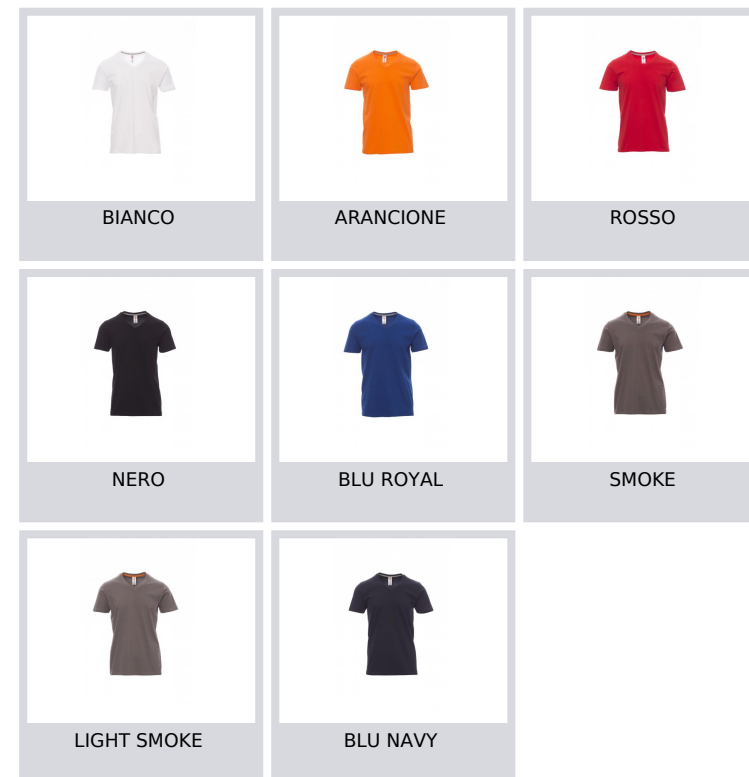 BIANCO
ARANCIONE
ROSSO
NERO
BLU ROYAL
SMOKE
LIGHT SMOKE
BLU NAVY